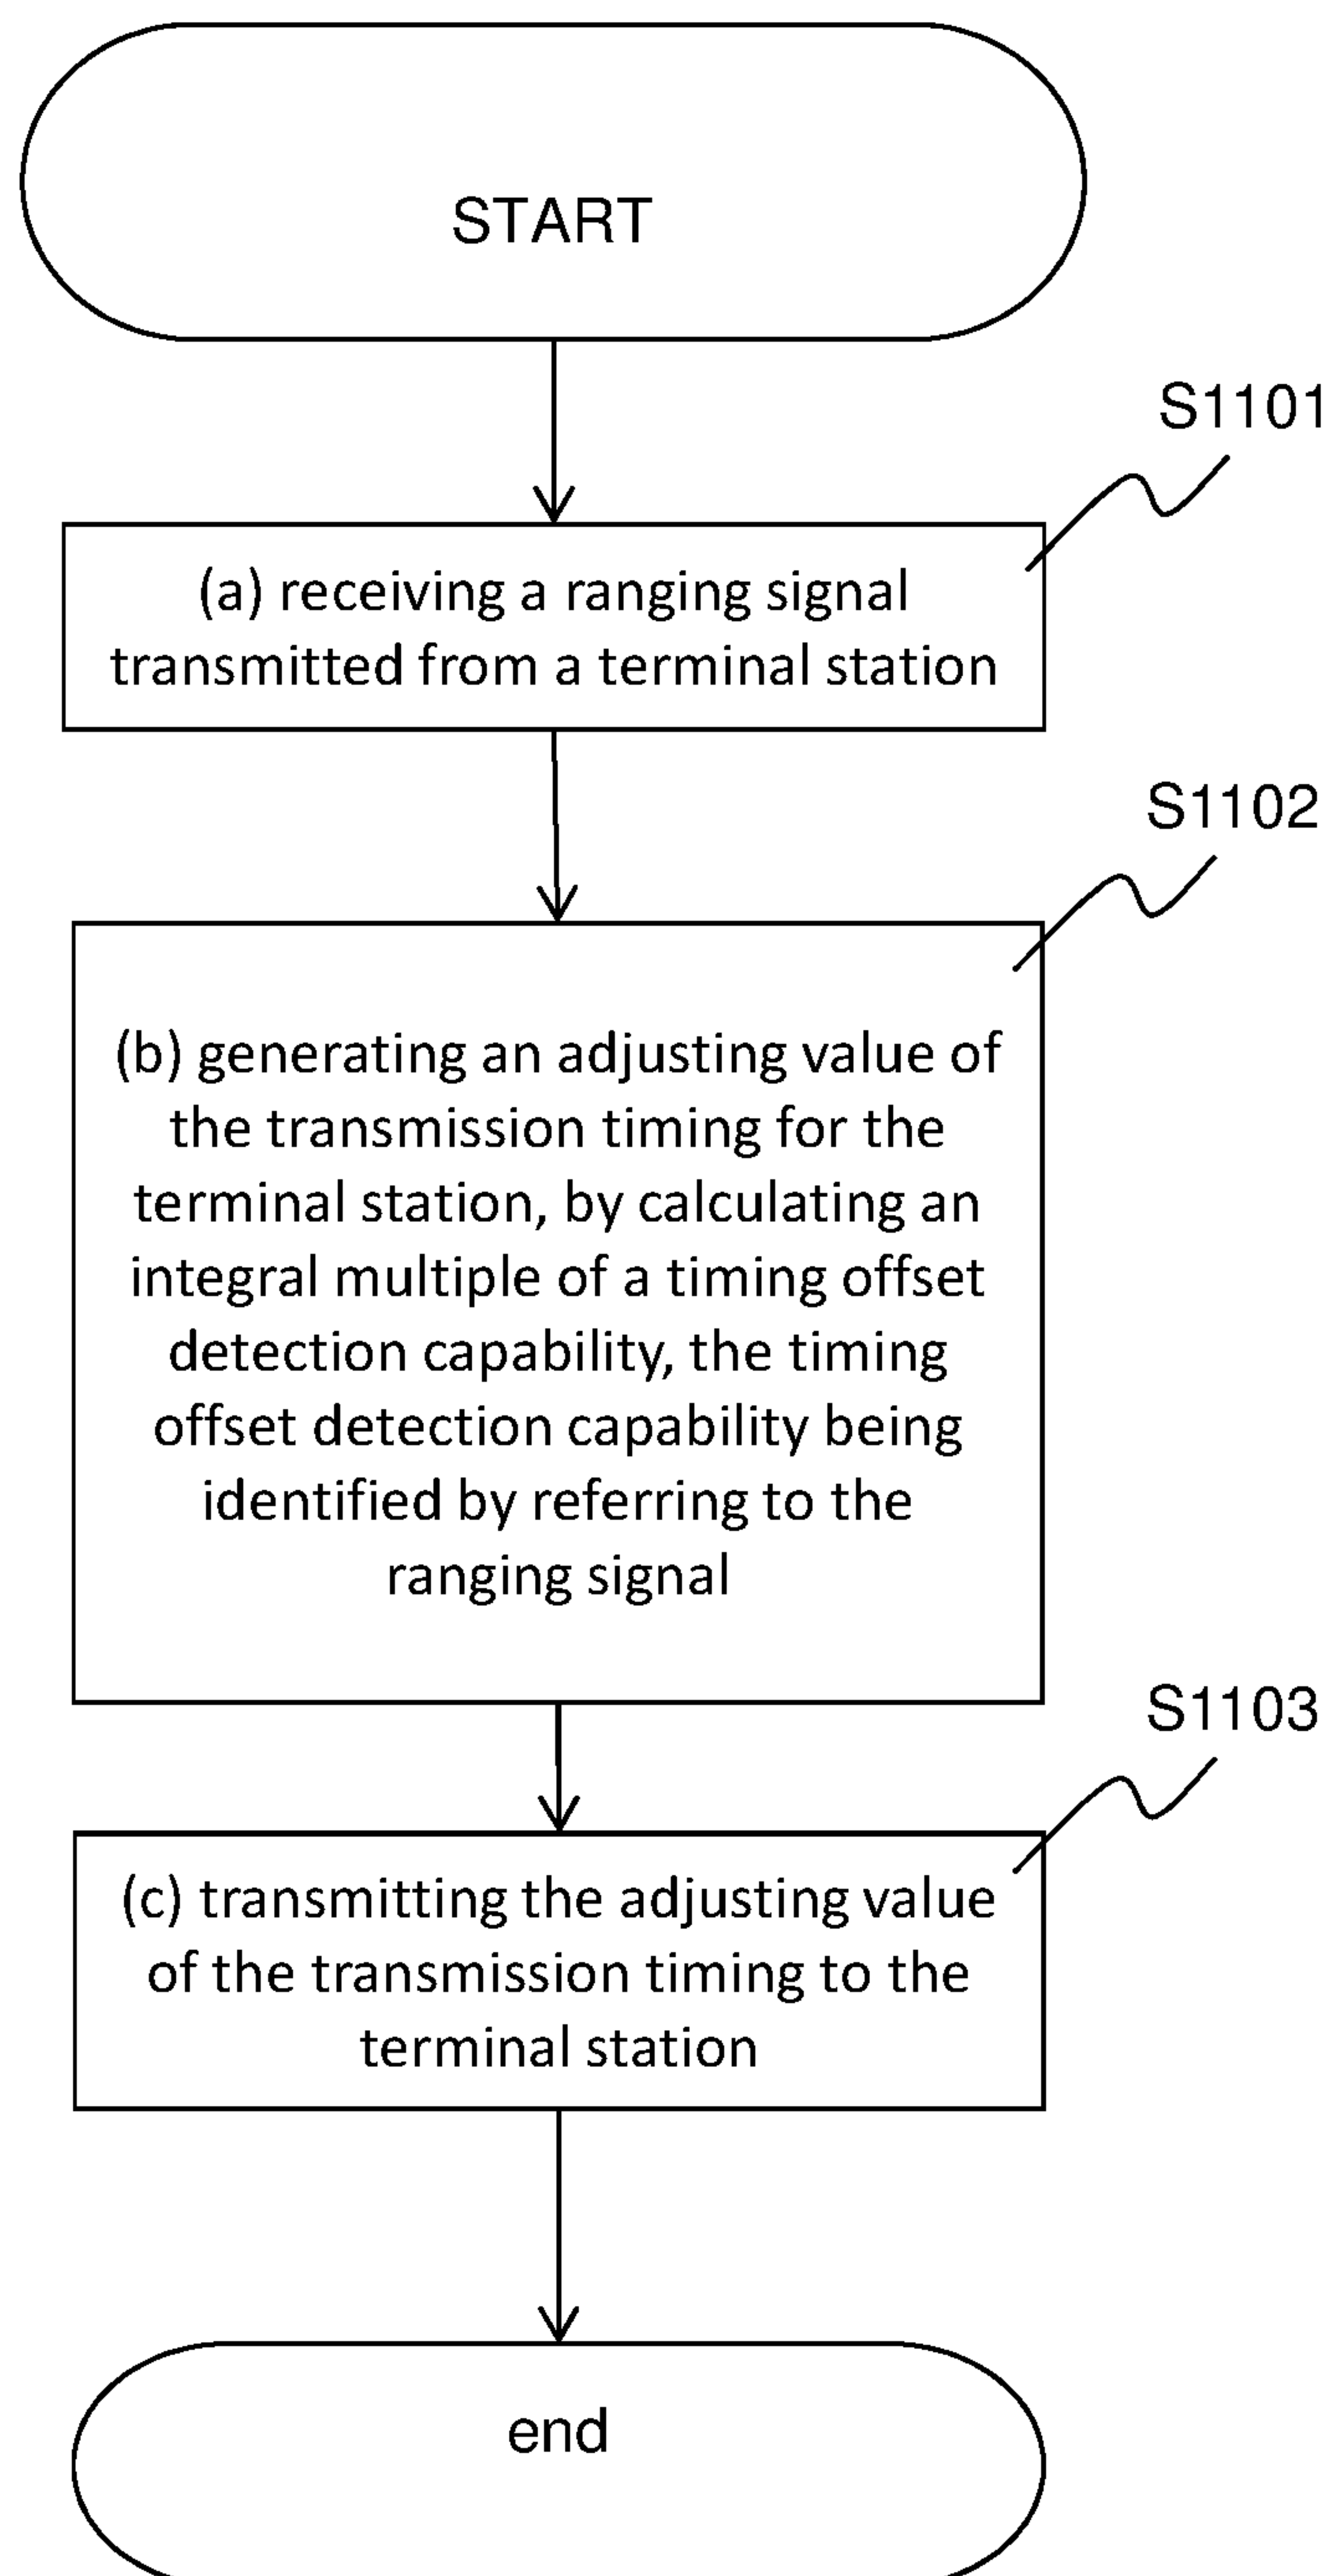 START
S1101
(a) receiving a ranging signal
transmitted from a terminal station
S1102
(b) generating an adjusting value of
the transmission timing for the
terminal station, by calculating an
integral multiple of a timing offset
detection capability, the timing
offset detection capability being
identified by referring to the
ranging signal
S1103
(c) transmitting the adjusting value
of the transmission timing to the
terminal station
end